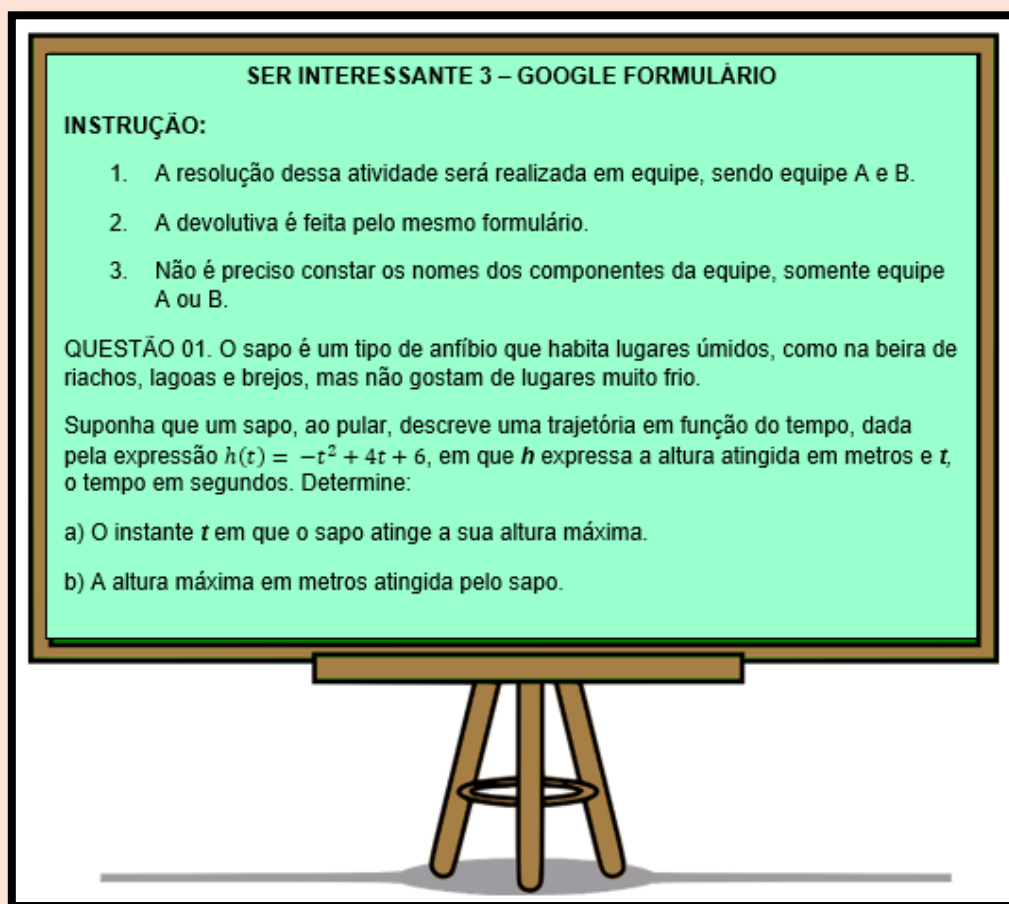 SER INTERESSANTE 3 – GOOGLE FORMULÁRIO
INSTRUÇÃO:
1. A resolução dessa atividade será realizada em equipe, sendo equipe A e B.
2. A devolutiva é feita pelo mesmo formulário.
3. Não é preciso constar os nomes dos componentes da equipe, somente equipe
A ou B.
QUESTÃO 01. O sapo é um tipo de anfíbio que habita lugares úmidos, como na beira de
riachos, lagoas e brejos, mas não gostam de lugares muito frio.
Suponha que um sapo, ao pular, descreve uma trajetória em função do tempo, dada
pela expressão h(t) = −t² + 4t + 6, em que h expressa a altura atingida em metros e t,
o tempo em segundos. Determine:
a) O instante t em que o sapo atinge a sua altura máxima.
b) A altura máxima em metros atingida pelo sapo.